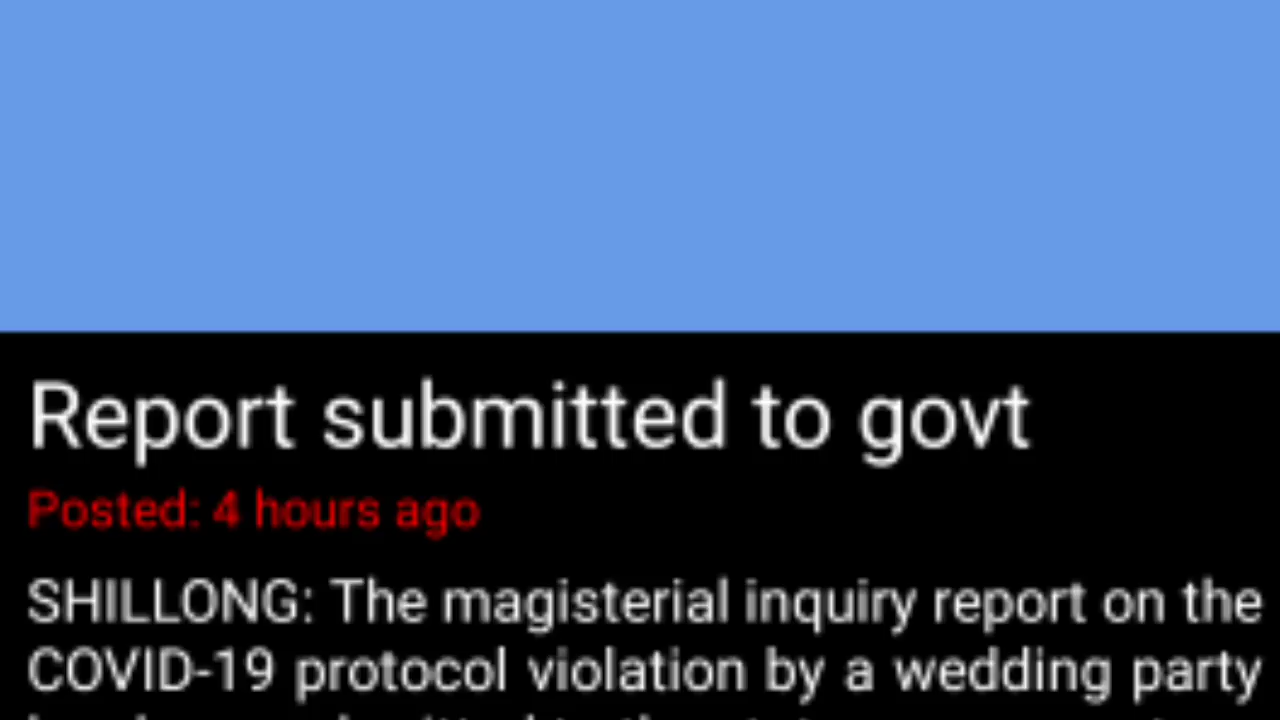 Report submitted to govt
Posted: 4 hours ago
SHILLONG: The magisterial inquiry report on the
COVID-19 protocol violation by a wedding party